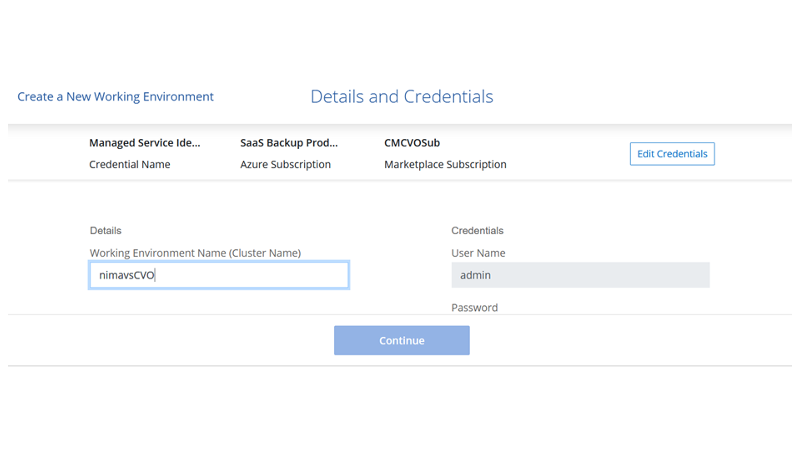 Create a New Working Environment
Details and Credentials
Managed Service Ide...
SaaS Backup Prod...
CMCVOSub
Credential Name
Azure Subscription
Marketplace Subscription
Edit Credentials
Details
Credentials
Working Environment Name (Cluster Name)
User Name
nimavsCVO
admin
Password
Continue